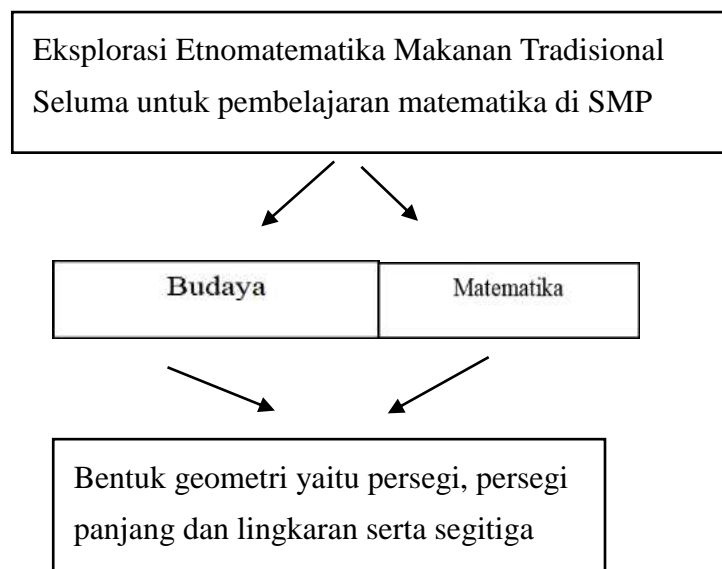 Eksplorasi Etnomatematika Makanan Tradisional
Seluma untuk pembelajaran matematika di SMP
Budaya
Matematika
Bentuk geometri yaitu persegi, persegi
panjang dan lingkaran serta segitiga